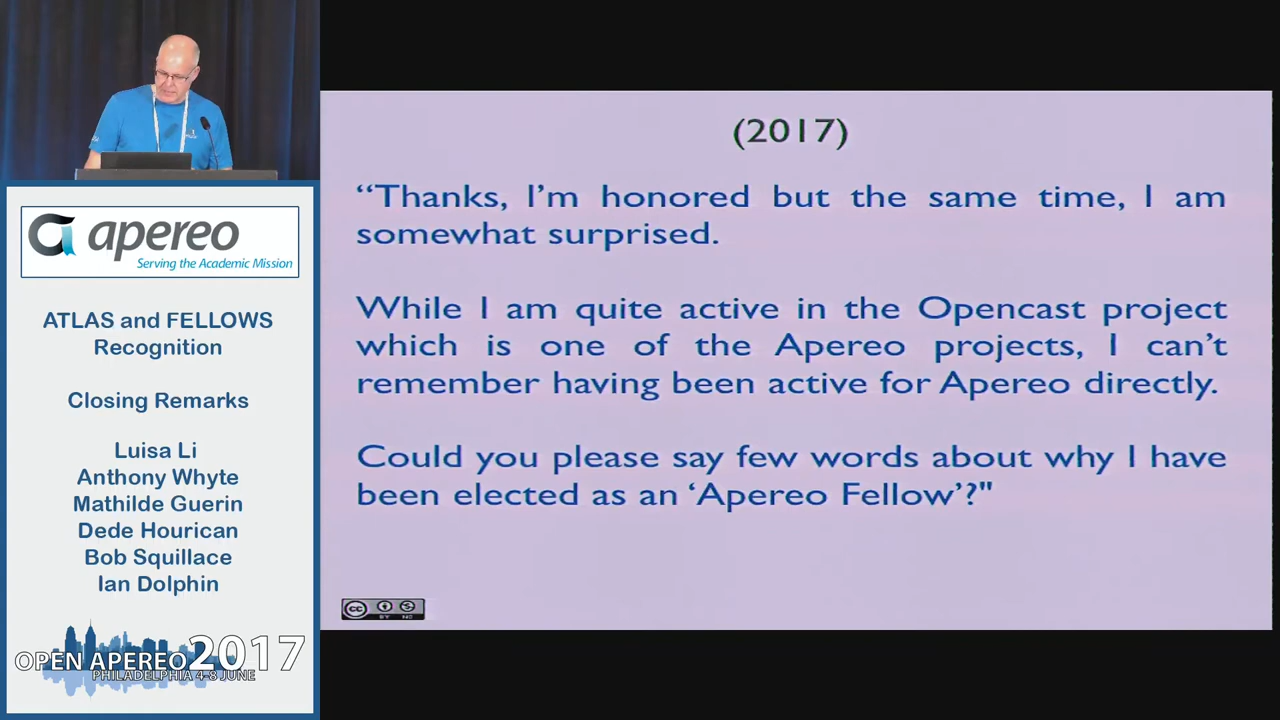 apereo
Serving the Academic Mission
ATLAS and FELLOWS
Recognition
Closing Remarks
Luisa Li
Anthony Whyte
Mathilde Guerin
Dede Hourican
Bob Squillace
Ian Dolphin
OPEN APEREO 2017
PHILADELPHIA 4-8 JUNE
(2017)
“Thanks, I’m honored but the same time, I am
somewhat surprised.
While I am quite active in the Opencast project
which is one of the Apereo projects, I can’t
remember having been active for Apereo directly.
Could you please say few words about why I have
been elected as an ‘Apereo Fellow’?"
cc
BY NC